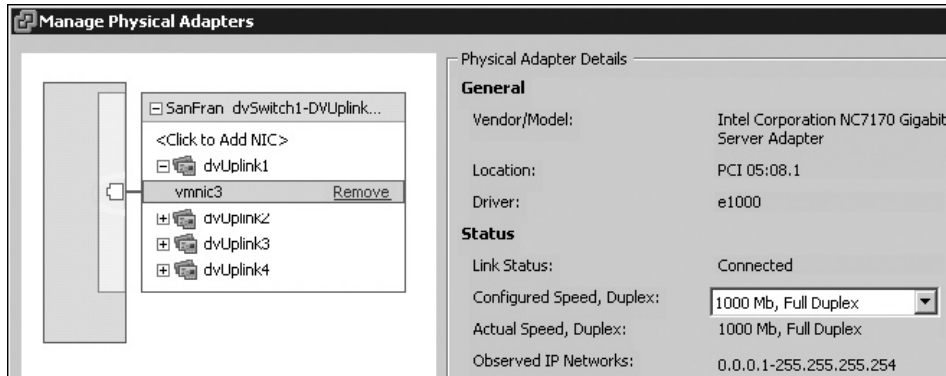 Manage Physical Adapters
SanFran dvSwitch1-DVUplink...
<Click to Add NIC>
dvUplink1
vmnic3 Remove
dvUplink2
dvUplink3
dvUplink4
Physical Adapter Details
General
Vendor/Model: Intel Corporation NC7170 Gigabit
Server Adapter
Location: PCI 05:08.1
Driver: e1000
Status
Link Status: Connected
Configured Speed, Duplex: 1000 Mb, Full Duplex
Actual Speed, Duplex: 1000 Mb, Full Duplex
Observed IP Networks: 0.0.0.1-255.255.255.254